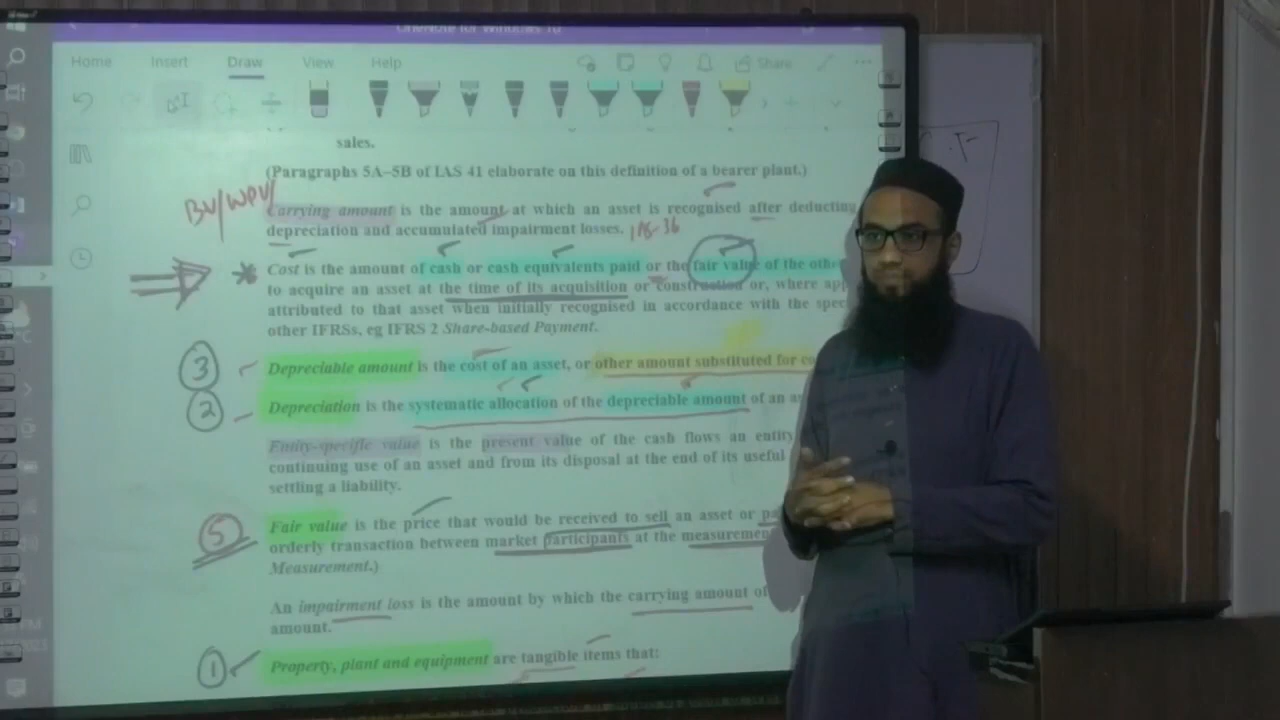 OneNote for Windows 10
Home Insert Draw View Help Share
sales.
(Paragraphs 5A–5B of IAS 41 elaborate on this definition of a bearer plant.)
BV/WDV/
Carrying amount is the amount at which an asset is recognised after deducting
depreciation and accumulated impairment losses. IAS-36
* Cost is the amount of cash or cash equivalents paid or the fair value of the othe
to acquire an asset at the time of its acquisition or construction or, where app
attributed to that asset when initially recognised in accordance with the spec
other IFRSs, eg IFRS 2 Share-based Payment.
3 Depreciable amount is the cost of an asset, or other amount substituted for co
2 Depreciation is the systematic allocation of the depreciable amount of an a
Entity-specific value is the present value of the cash flows an entity
continuing use of an asset and from its disposal at the end of its useful
settling a liability.
5 Fair value is the price that would be received to sell an asset or pa
orderly transaction between market participants at the measuremen
Measurement.)
An impairment loss is the amount by which the carrying amount of
amount.
1 Property, plant and equipment are tangible items that: